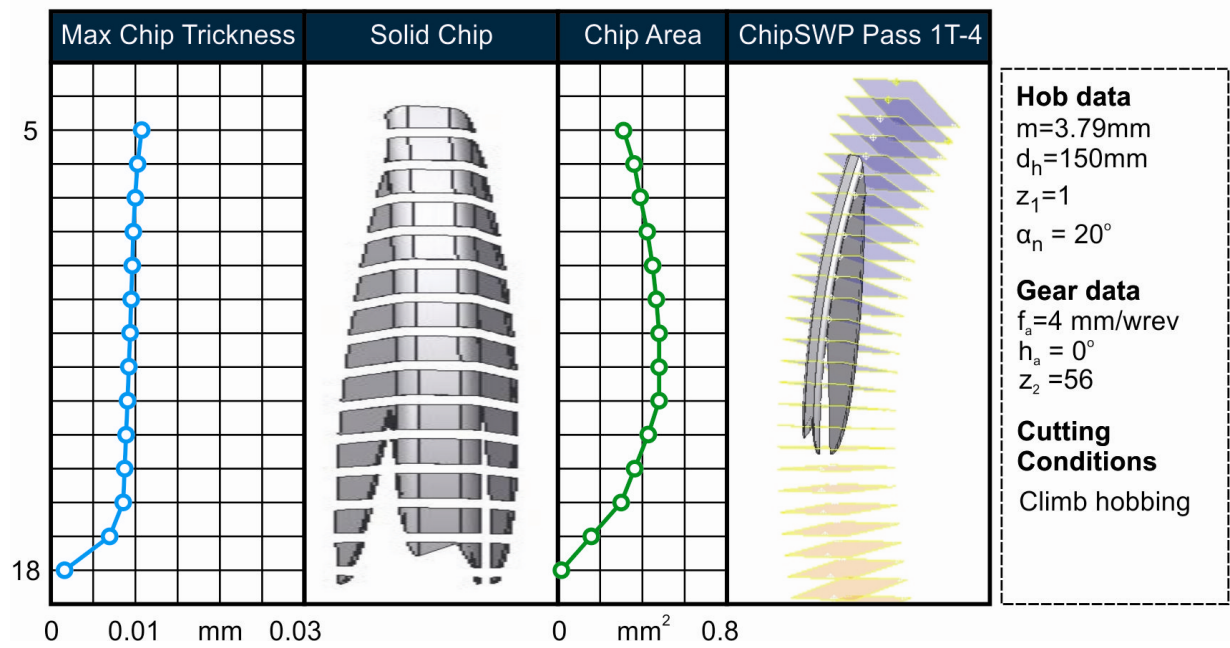 Max Chip Trickness
Solid Chip
Chip Area
ChipSWP Pass 1T-4
5
18
0
0.01
mm
0.03
0
mm²
0.8
Hob data
m=3.79mm
dₕ=150mm
z₁=1
αₙ = 20°
Gear data
fₐ=4 mm/wrev
hₐ = 0°
z₂ =56
Cutting
Conditions
Climb hobbing